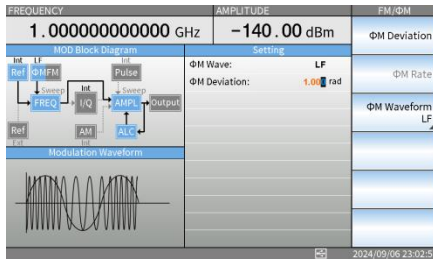 FREQUENCY AMPLITUDE FM/ΦM
1.000000000000 GHz −140.00 dBm
MOD Block Diagram
Int LF Int
Ref ΦM FM Pulse
Sweep Int Sweep
FREQ I/Q AMPL Output
Ref AM ALC
Ext Int
Modulation Waveform
Setting
ΦM Wave: LF
ΦM Deviation: 1.00 rad
ΦM Deviation
ΦM Rate
ΦM Waveform
LF
2024/09/06 23:02:5